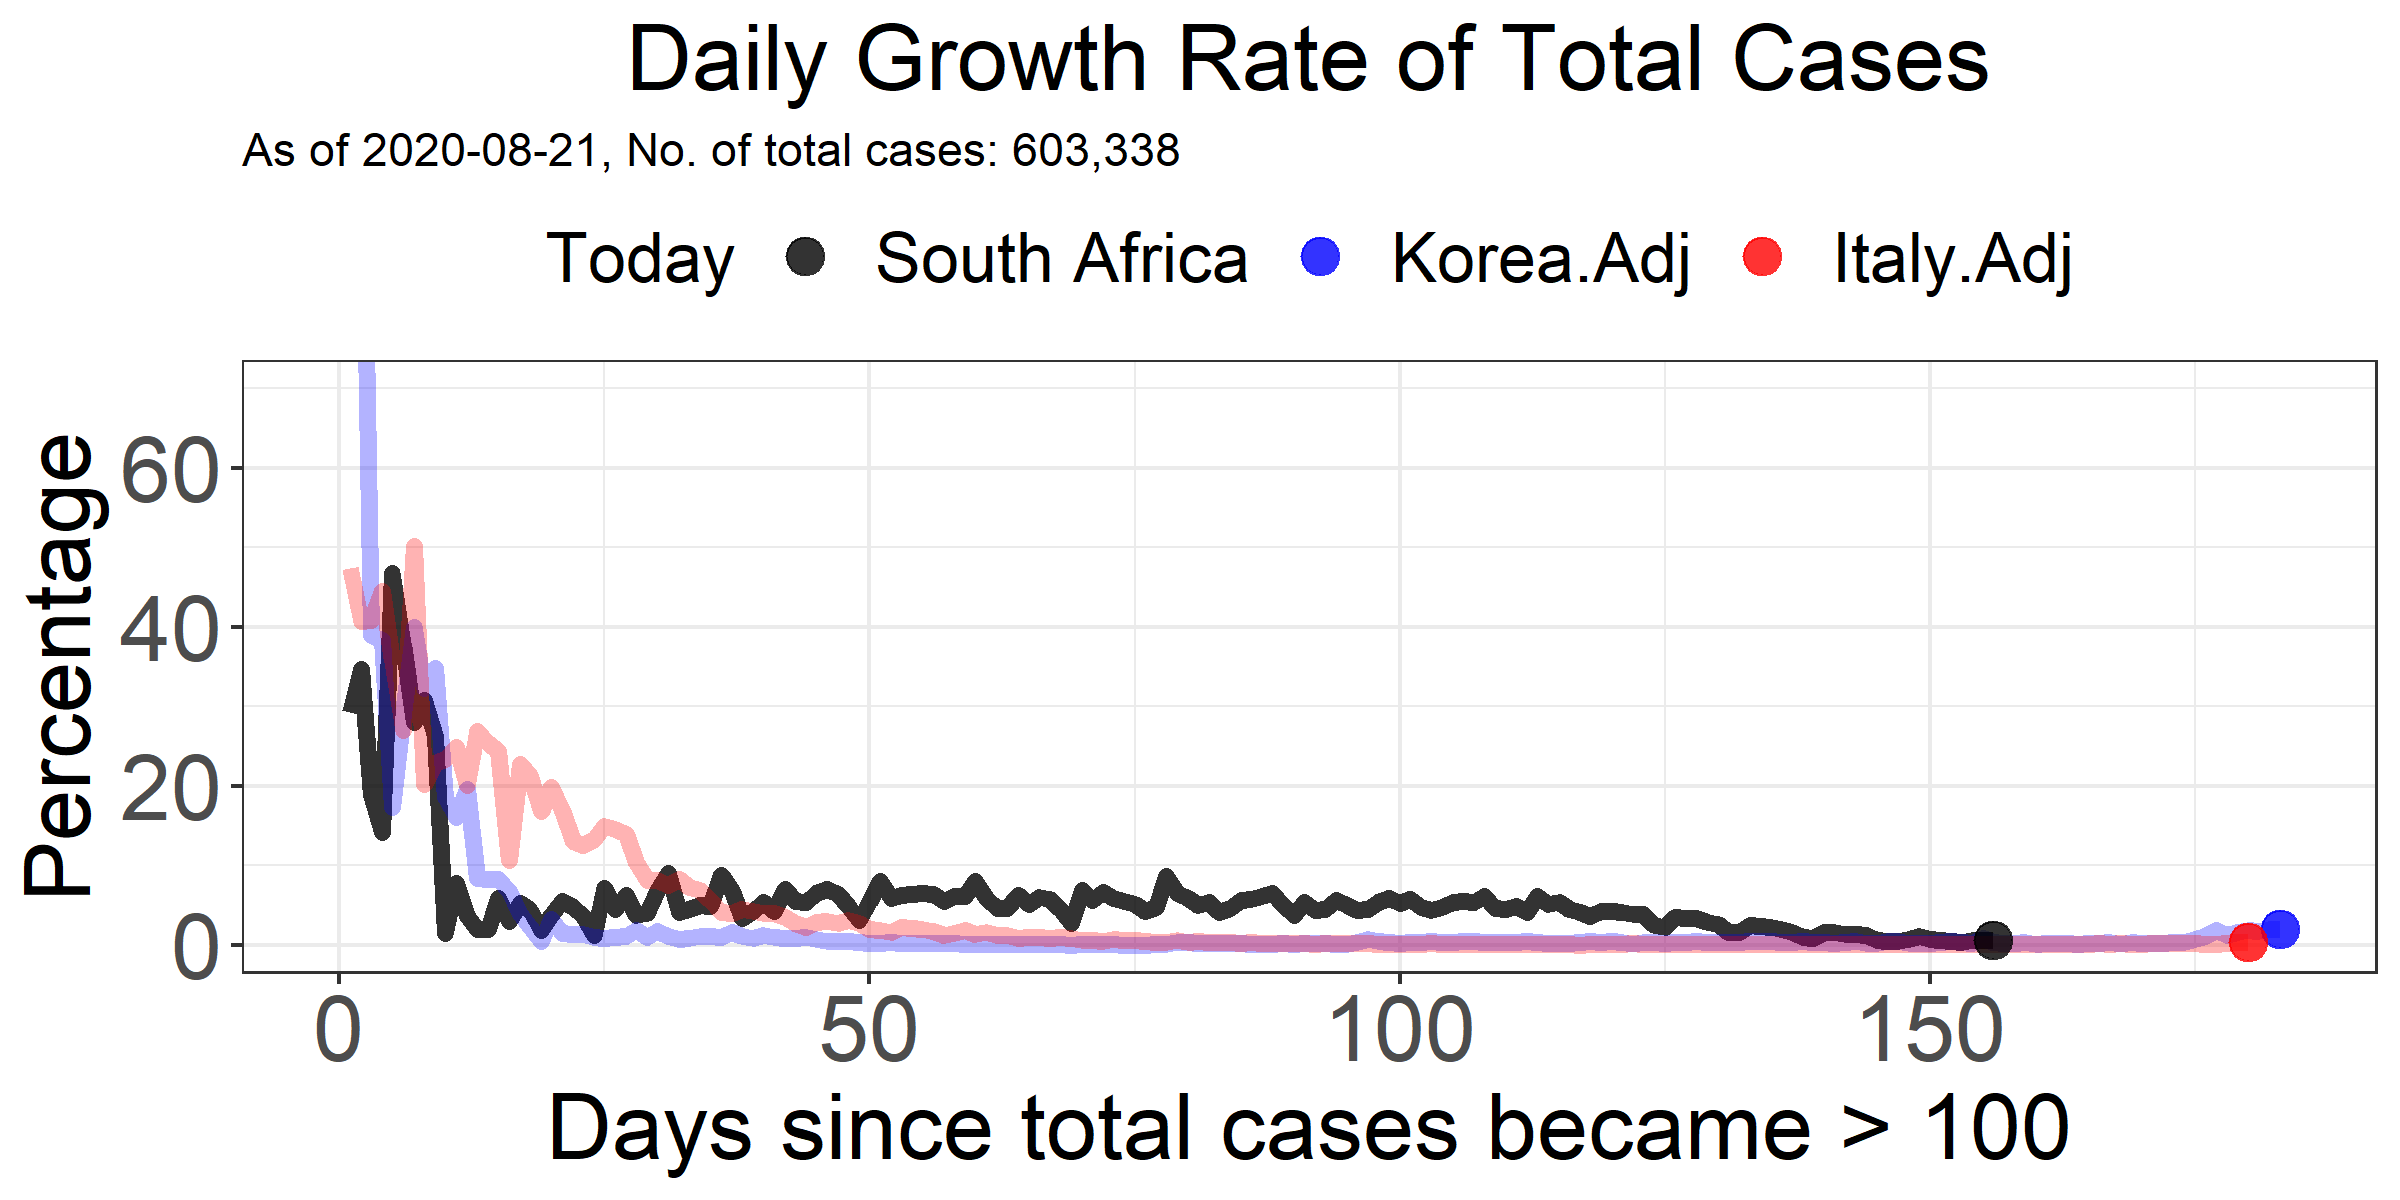 Daily Growth Rate of Total Cases
As of 2020-08-21, No. of total cases: 603,338
Today South Africa Korea.Adj Italy.Adj
Percentage
60
40
20
0
0 50 100 150
Days since total cases became > 100